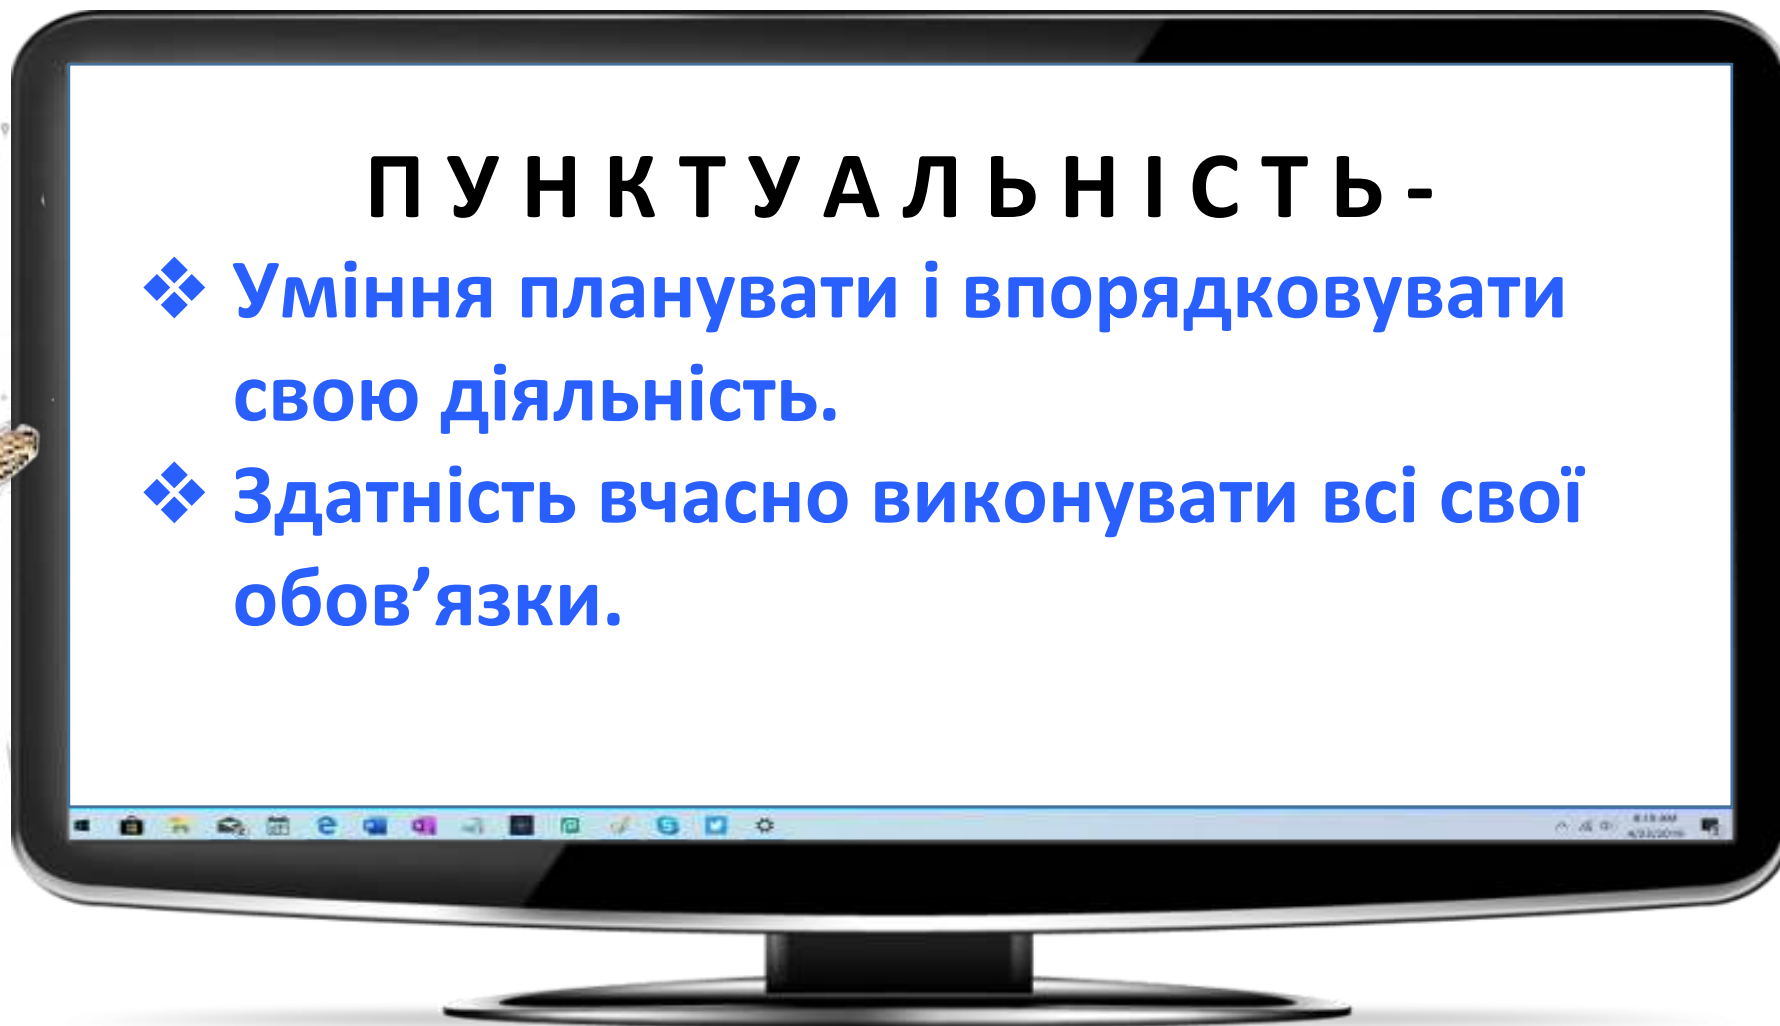 П У Н К Т У А Л Ь Н І С Т Ь -
❖ Уміння планувати і впорядковувати
свою діяльність.
❖ Здатність вчасно виконувати всі свої
обов’язки.